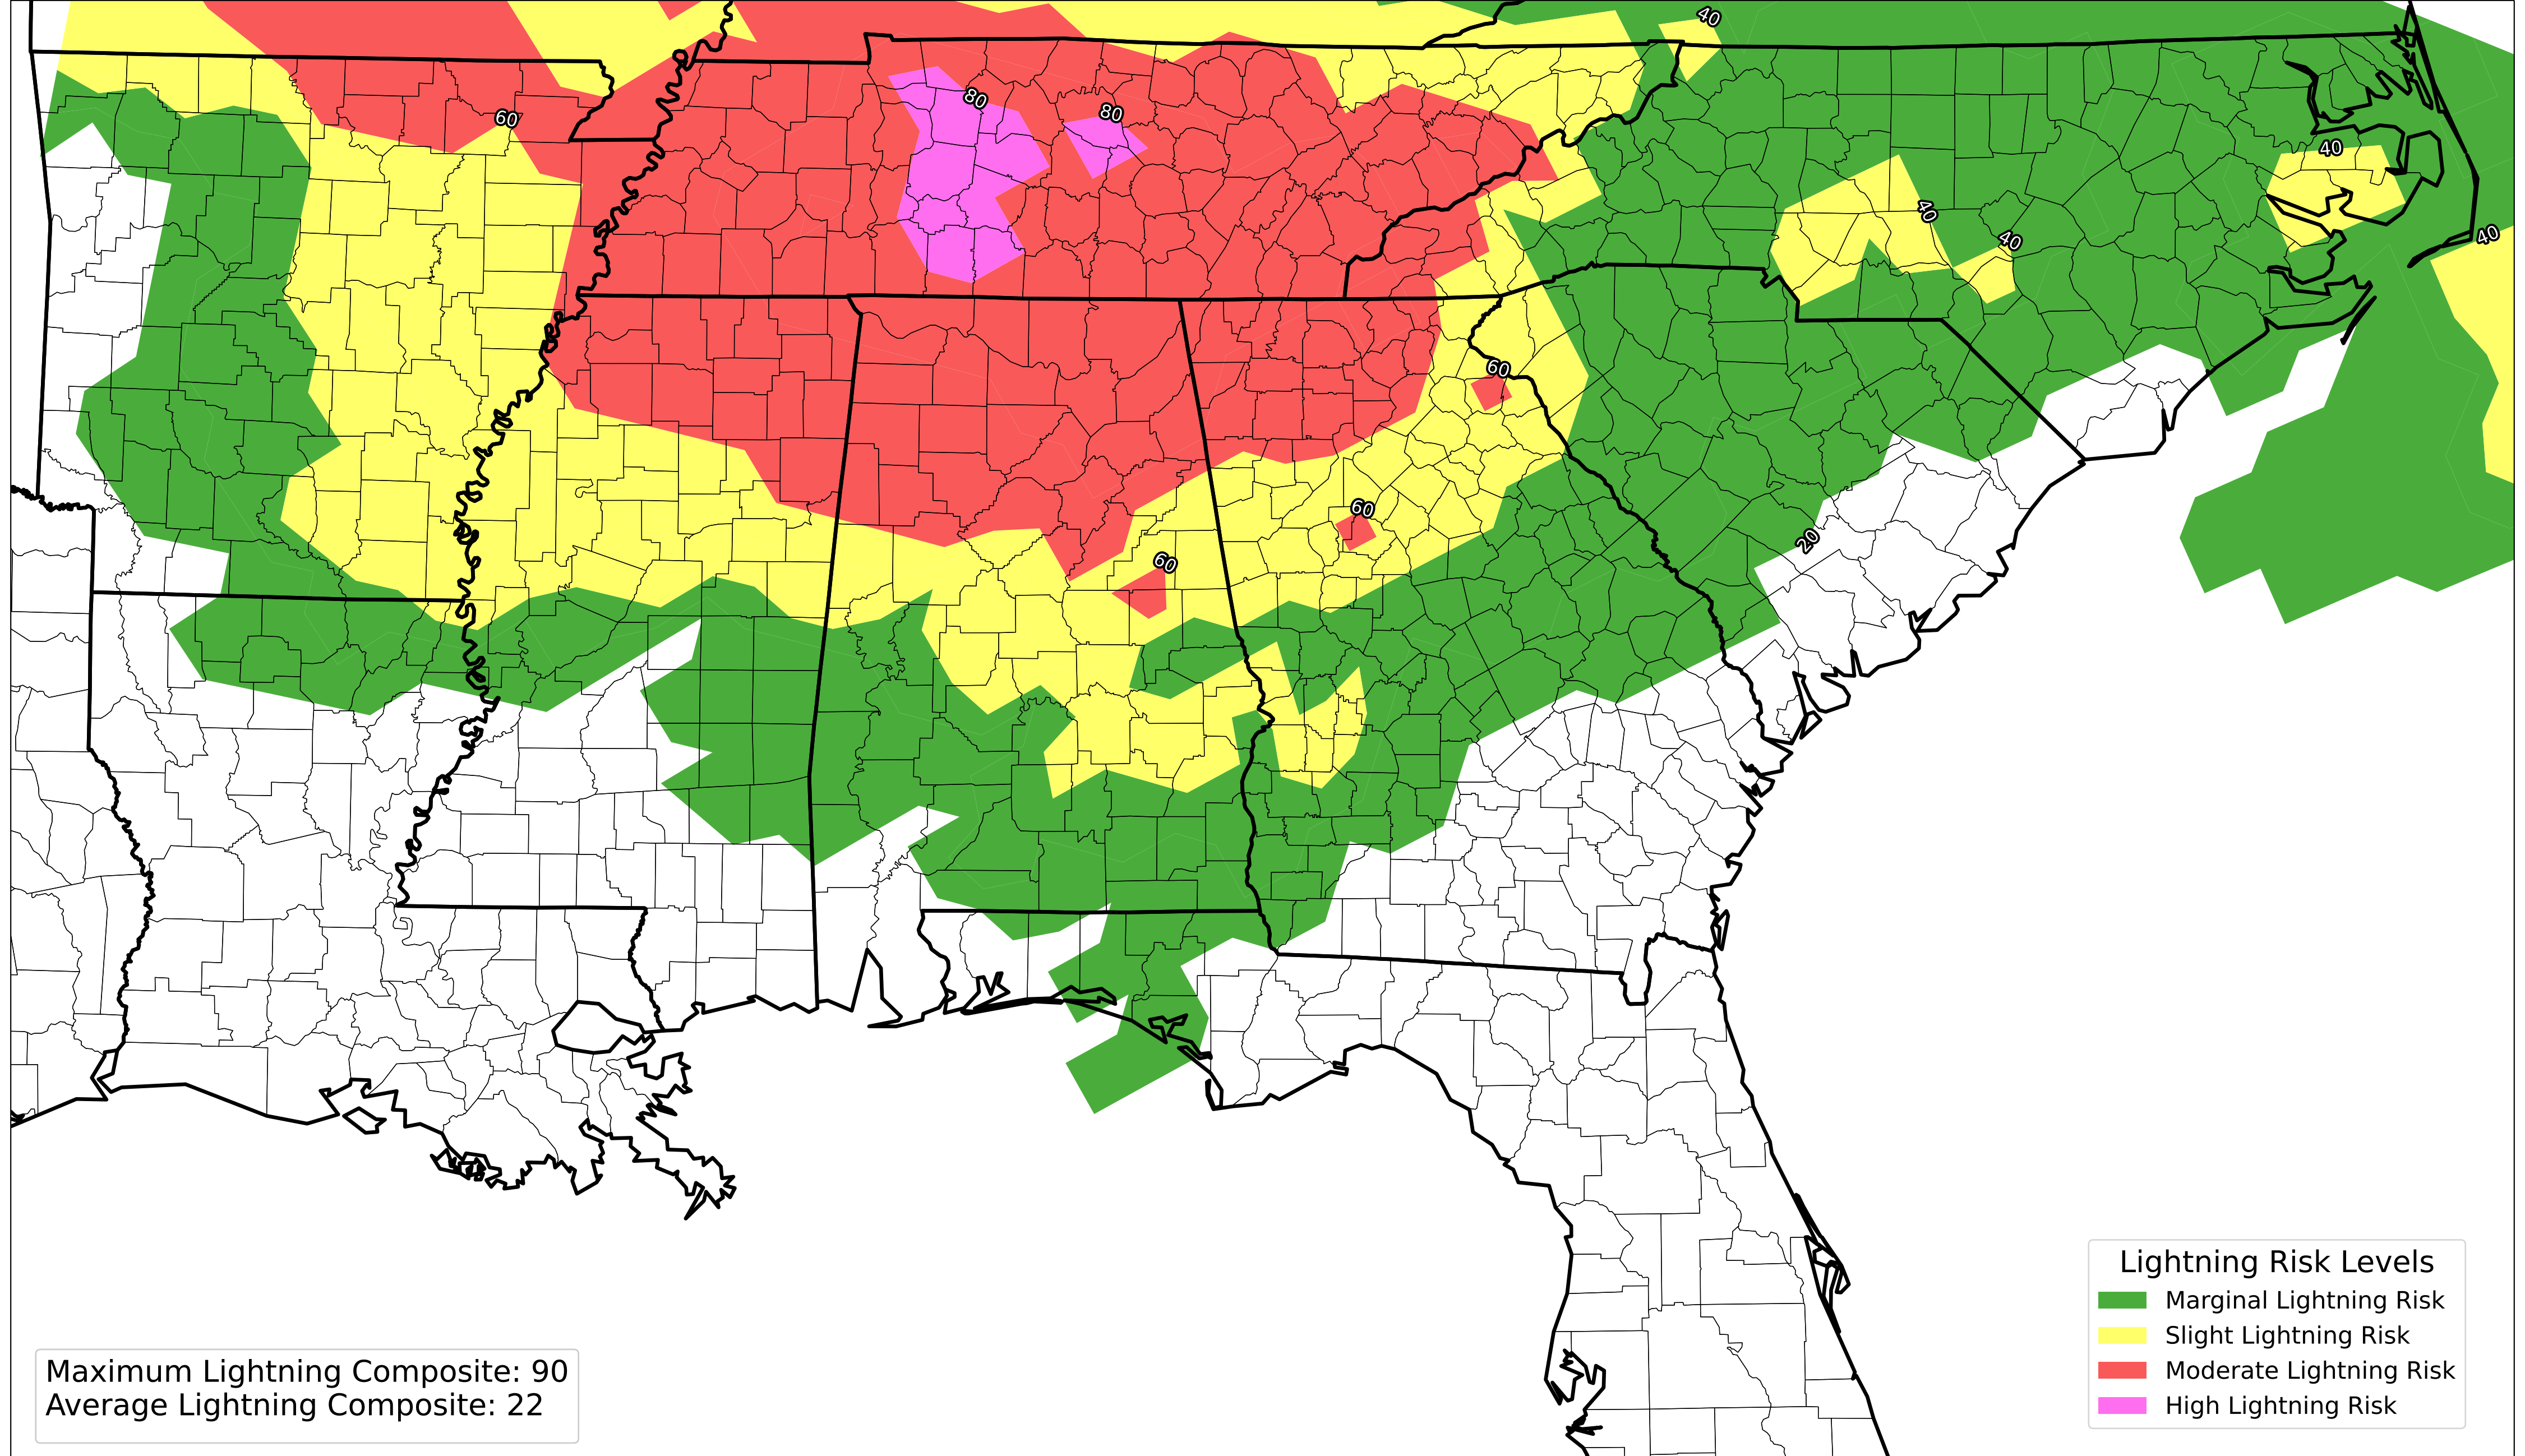 40
80
80
60
40
40
40
40
60
60
20
60
Lightning Risk Levels
Marginal Lightning Risk
Slight Lightning Risk
Moderate Lightning Risk
High Lightning Risk
Maximum Lightning Composite: 90
Average Lightning Composite: 22